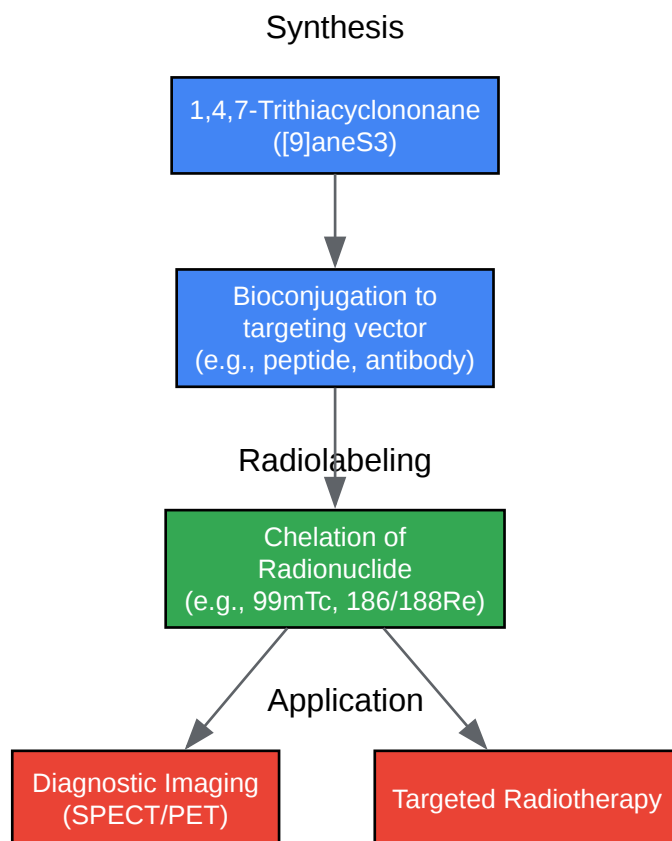 Synthesis
1,4,7-Trithiacyclononane
([9]aneS3)
Bioconjugation to
targeting vector
(e.g., peptide, antibody)
Radiolabeling
Chelation of
Radionuclide
(e.g., 99mTc, 186/188Re)
Application
Diagnostic Imaging
(SPECT/PET)
Targeted Radiotherapy